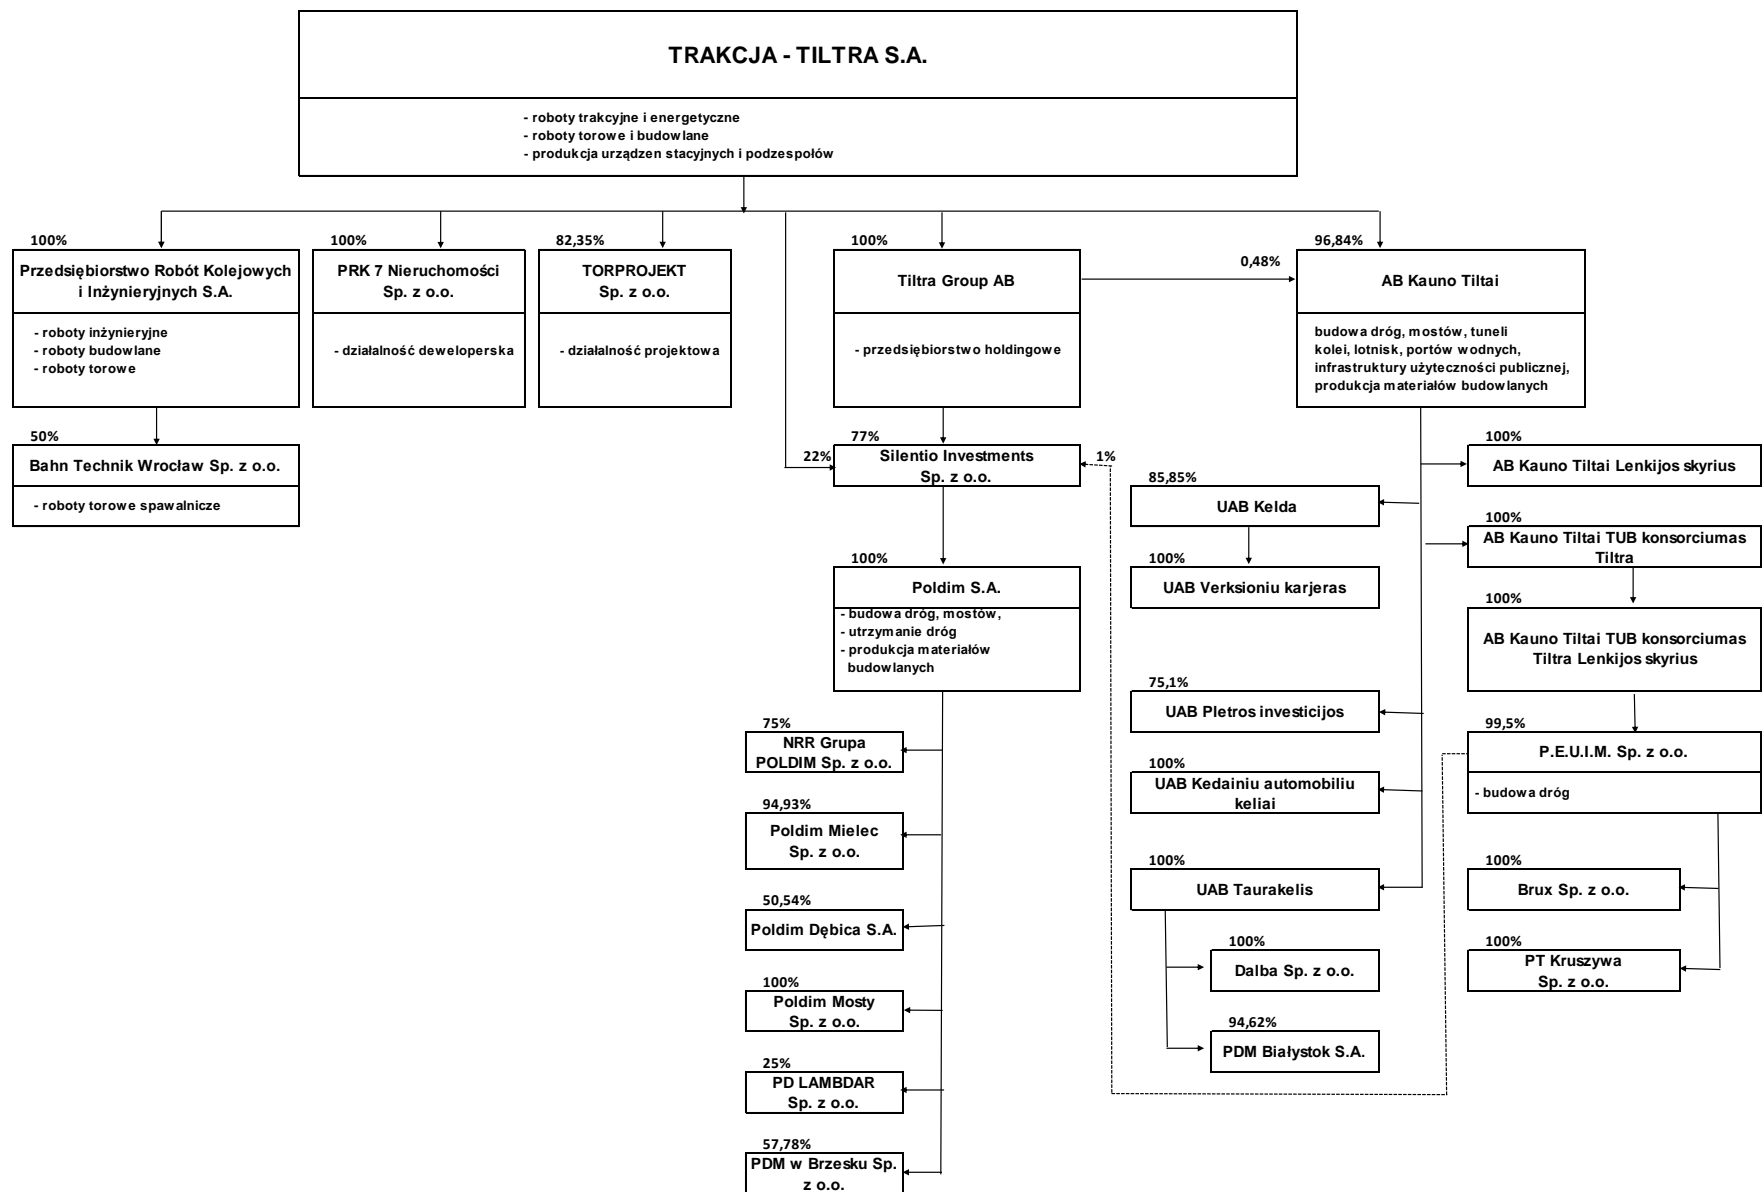 TRAKCJA - TILTRA S.A.
- roboty trakcyjne i energetyczne
- roboty torowe i budowlane
- produkcja urządzen stacyjnych i podzespołów
100%
Przedsiębiorstwo Robót Kolejowych
i Inżynieryjnych S.A.
- roboty inżynieryjne
- roboty budowlane
- roboty torowe
100%
PRK 7 Nieruchomości
Sp. z o.o.
- działalność deweloperska
82,35%
TORPROJEKT
Sp. z o.o.
- działalność projektowa
100%
Tiltra Group AB
- przedsiębiorstwo holdingowe
0,48%
96,84%
AB Kauno Tiltai
budowa dróg, mostów, tuneli
kolei, lotnisk, portów wodnych,
infrastruktury użyteczności publicznej,
produkcja materiałów budowlanych
50%
Bahn Technik Wrocław Sp. z o.o.
- roboty torowe spawalnicze
22%
77%
Silentio Investments
Sp. z o.o.
1%
100%
Poldim S.A.
- budowa dróg, mostów,
- utrzymanie dróg
- produkcja materiałów
budowlanych
75%
NRR Grupa
POLDIM Sp. z o.o.
94,93%
Poldim Mielec
Sp. z o.o.
50,54%
Poldim Dębica S.A.
100%
Poldim Mosty
Sp. z o.o.
25%
PD LAMBDAR
Sp. z o.o.
57,78%
PDM w Brzesku Sp.
z o.o.
85,85%
UAB Kelda
100%
UAB Verksioniu karjeras
75,1%
UAB Pletros investicijos
100%
UAB Kedainiu automobiliu
keliai
100%
UAB Taurakelis
100%
Dalba Sp. z o.o.
94,62%
PDM Białystok S.A.
100%
AB Kauno Tiltai Lenkijos skyrius
100%
AB Kauno Tiltai TUB konsorciumas
Tiltra
100%
AB Kauno Tiltai TUB konsorciumas
Tiltra Lenkijos skyrius
99,5%
P.E.U.I.M. Sp. z o.o.
- budowa dróg
100%
Brux Sp. z o.o.
100%
PT Kruszywa
Sp. z o.o.